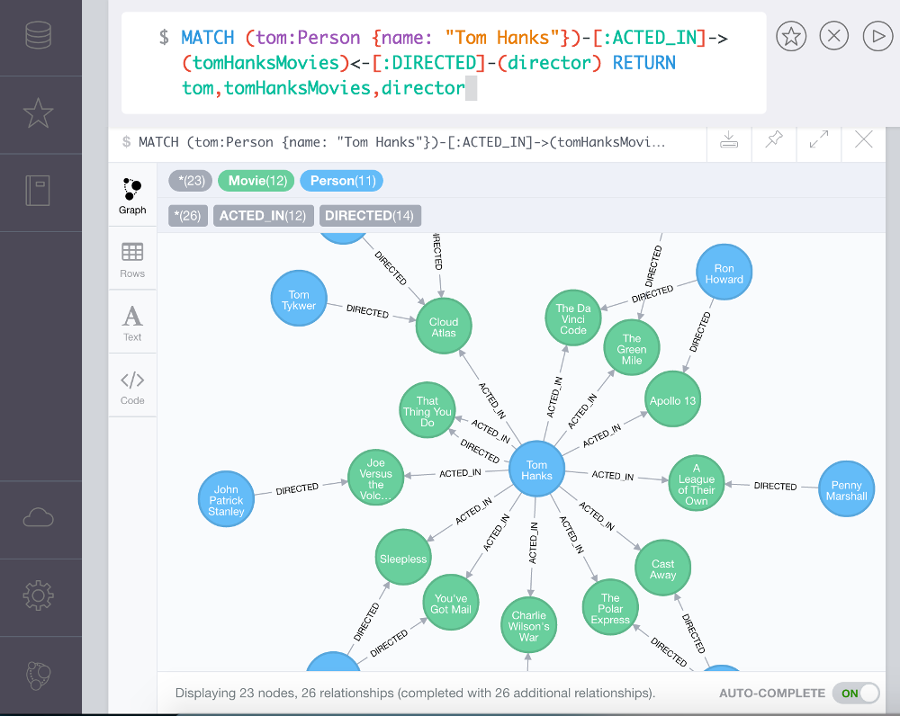 $ MATCH (tom:Person {name: "Tom Hanks"})-[:ACTED_IN]->
(tomHanksMovies)<-[:DIRECTED]-(director) RETURN
tom,tomHanksMovies,director
$ MATCH (tom:Person {name: "Tom Hanks"})-[:ACTED_IN]->(tomHanksMovi...
Graph
Rows
A
Text
</>
Code
*(23) Movie(12) Person(11)
*(26) ACTED_IN(12) DIRECTED(14)
DIRECTED
DIRECTED
DIRECTED
Ron
Howard
Tom
Tykwer
DIRECTED
DIRECTED
DIRECTED
Cloud
Atlas
The Da
Vinci
Code
The
Green
Mile
Apollo 13
That
Thing You
Do
ACTED_IN
ACTED_IN
ACTED_IN
ACTED_IN
ACTED_IN
DIRECTED
Joe
Versus
the
Volc...
ACTED_IN
Tom
Hanks
ACTED_IN
A
League
of Their
Own
DIRECTED
Penny
Marshall
John
Patrick
Stanley
DIRECTED
ACTED_IN
ACTED_IN
ACTED_IN
ACTED_IN
ACTED_IN
Sleepless
You've
Got Mail
Charlie
Wilson's
War
The
Polar
Express
Cast
Away
DIRECTED
DIRECTED
DIRECTED
DIRECTED
Displaying 23 nodes, 26 relationships (completed with 26 additional relationships).
AUTO-COMPLETE ON